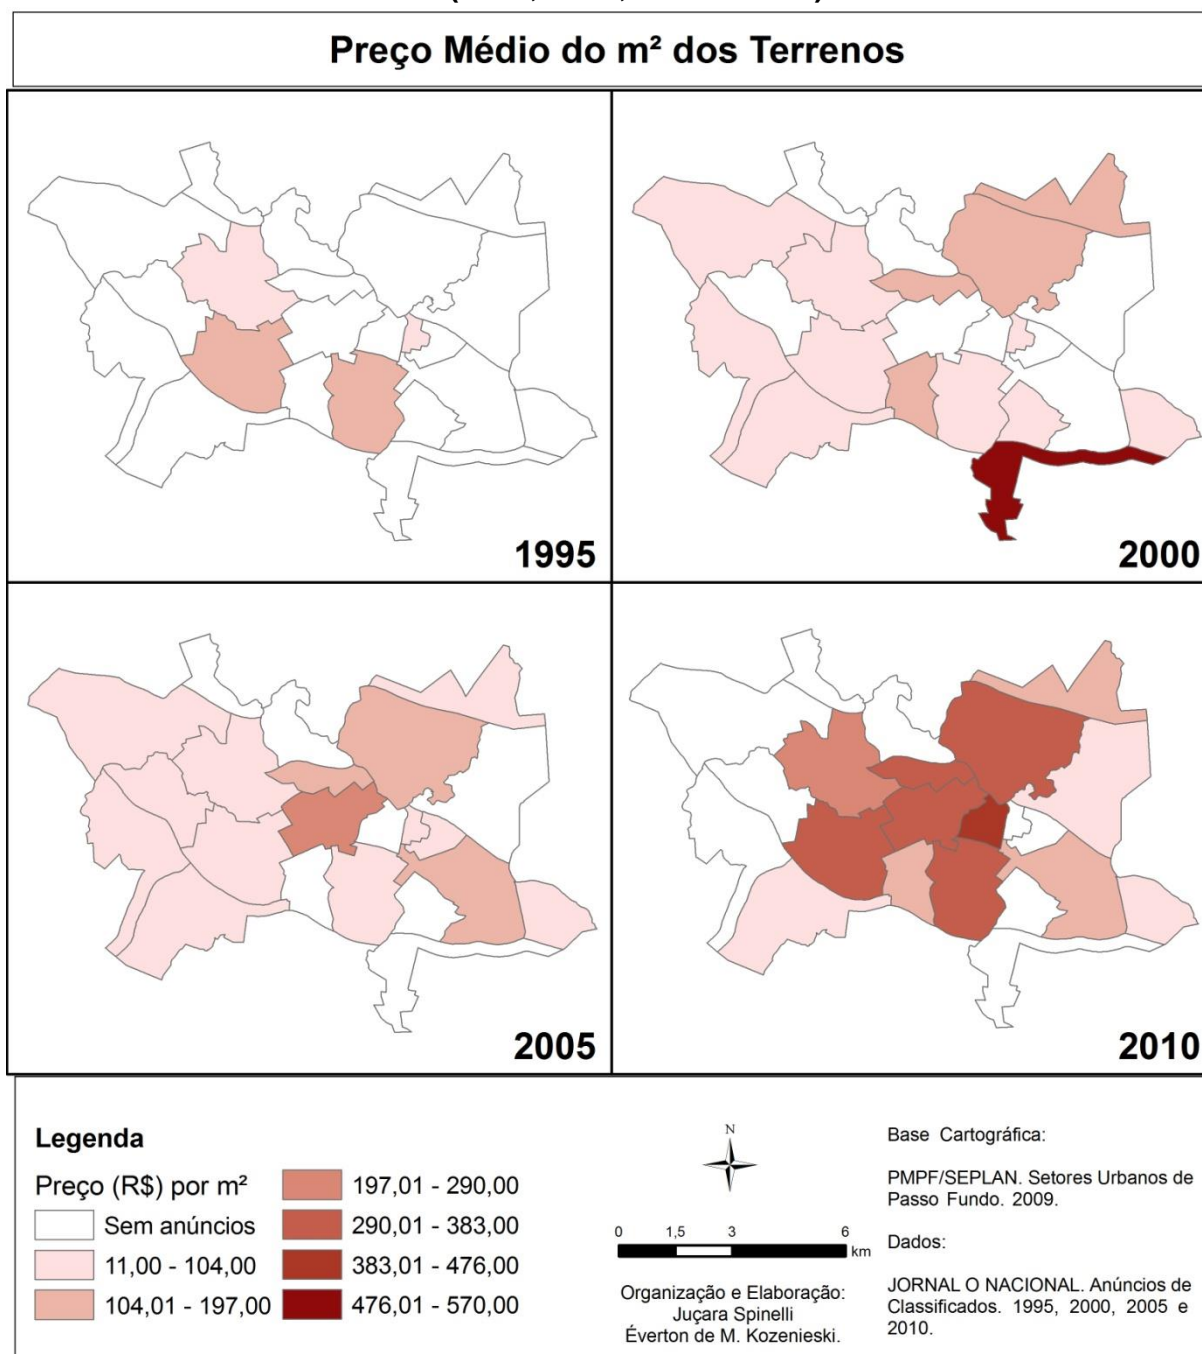 Preço Médio do m² dos Terrenos
1995
2000
2005
2010
Legenda
Preço (R$) por m²
Sem anúncios
11,00 - 104,00
104,01 - 197,00
197,01 - 290,00
290,01 - 383,00
383,01 - 476,00
476,01 - 570,00
N
0 1,5 3 6
km
Organização e Elaboração:
Juçara Spinelli
Éverton de M. Kozenieski.
Base Cartográfica:
PMPF/SEPLAN. Setores Urbanos de
Passo Fundo. 2009.
Dados:
JORNAL O NACIONAL. Anúncios de
Classificados. 1995, 2000, 2005 e
2010.